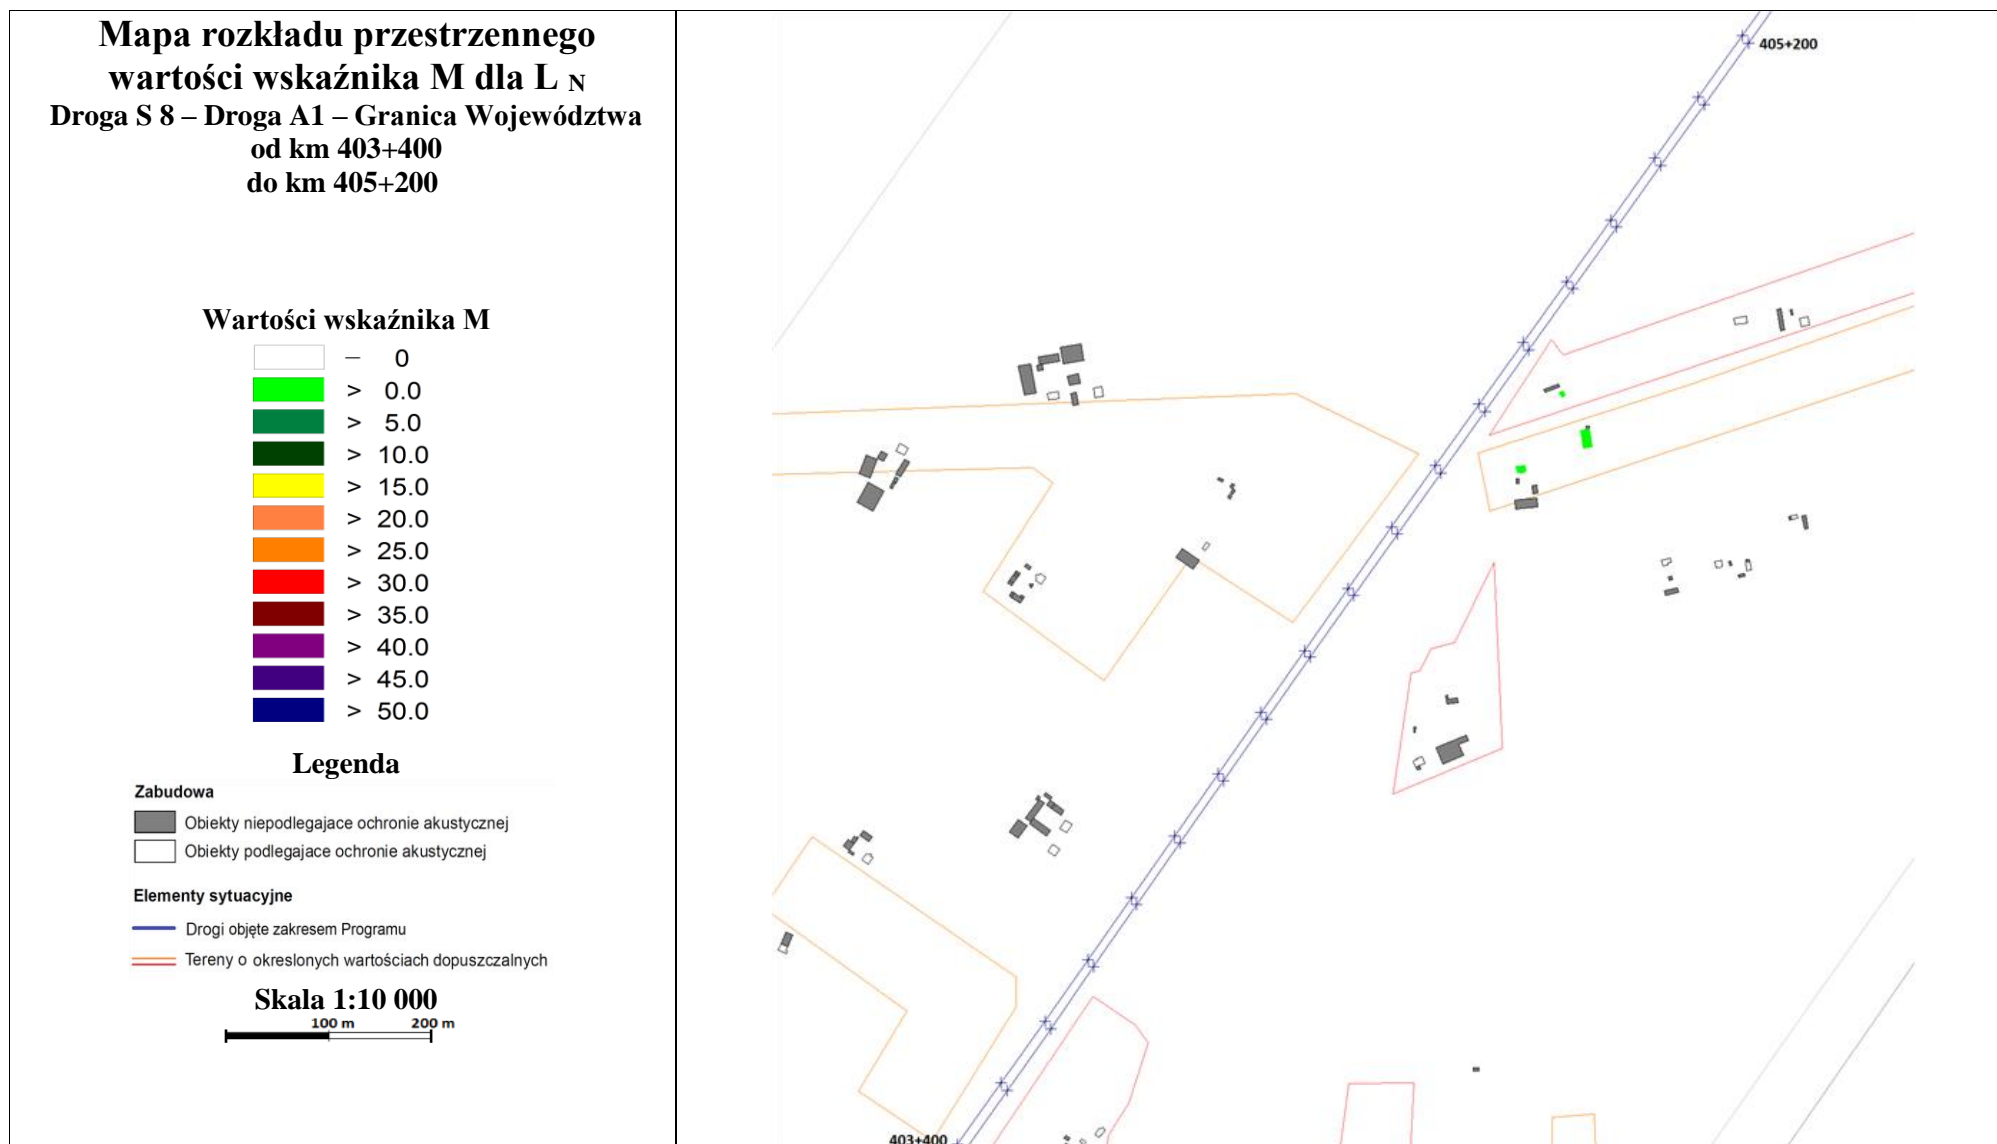 Mapa rozkładu przestrzennego
wartości wskaźnika M dla L N
Droga S 8 – Droga A1 – Granica Województwa
od km 403+400
do km 405+200
Wartości wskaźnika M
– 0
> 0.0
> 5.0
> 10.0
> 15.0
> 20.0
> 25.0
> 30.0
> 35.0
> 40.0
> 45.0
> 50.0
Legenda
Zabudowa
Obiekty niepodlegajace ochronie akustycznej
Obiekty podlegajace ochronie akustycznej
Elementy sytuacyjne
Drogi objęte zakresem Programu
Tereny o okreslonych wartościach dopuszczalnych
Skala 1:10 000
100 m 200 m
405+200
403+400